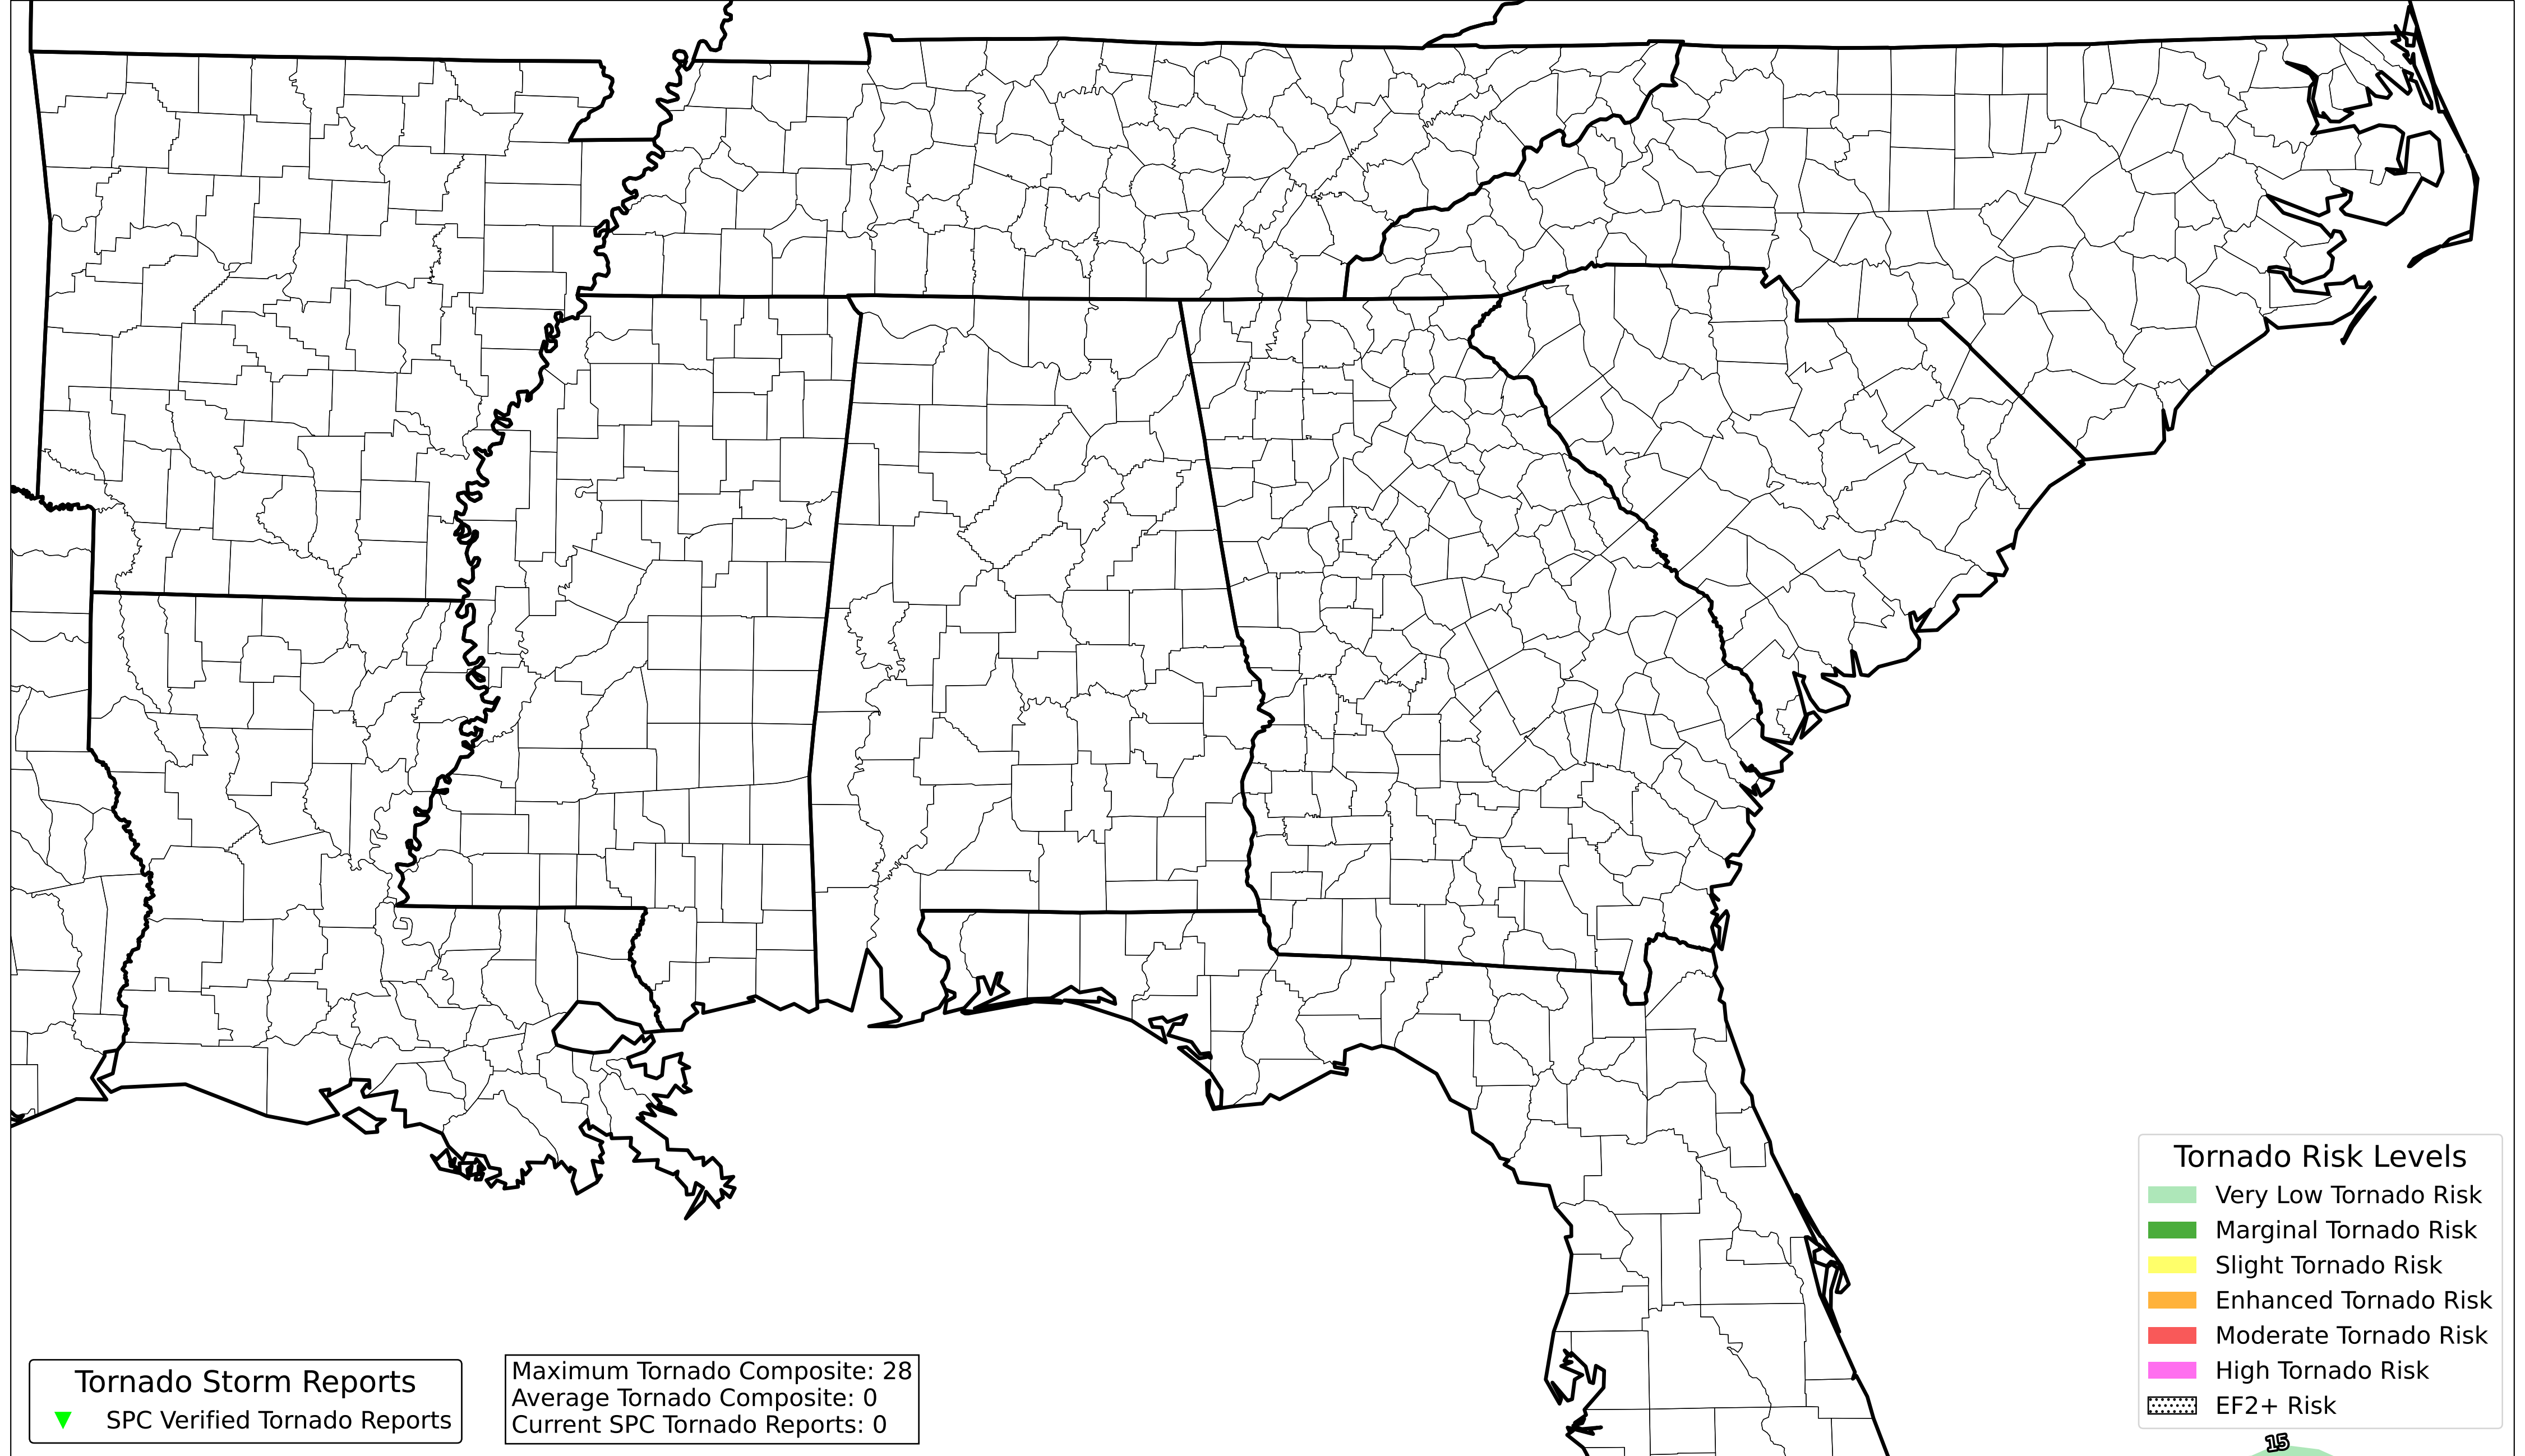 Tornado Risk Levels
Very Low Tornado Risk
Marginal Tornado Risk
Slight Tornado Risk
Enhanced Tornado Risk
Moderate Tornado Risk
High Tornado Risk
EF2+ Risk
Tornado Storm Reports
SPC Verified Tornado Reports
Maximum Tornado Composite: 28
Average Tornado Composite: 0
Current SPC Tornado Reports: 0
15